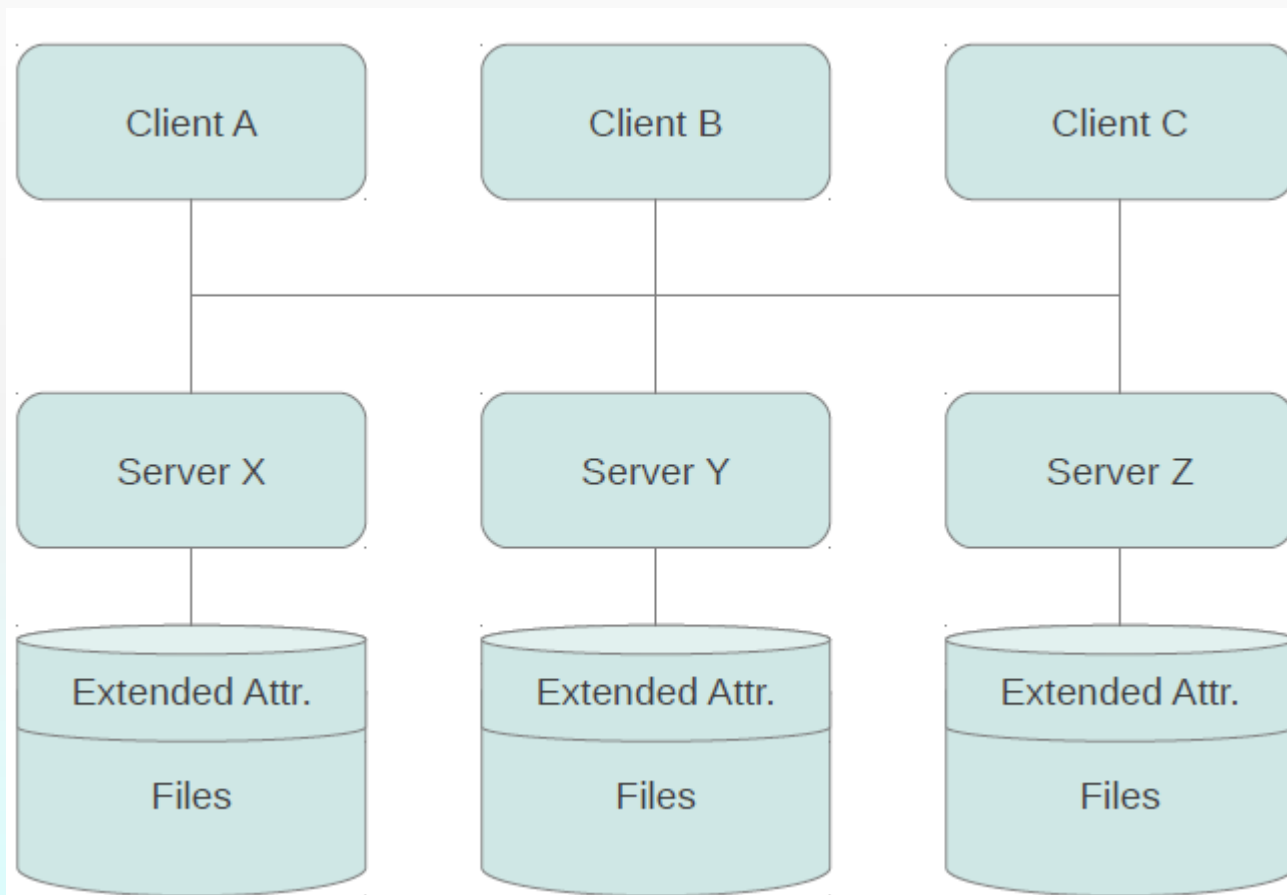 Client A
Client B
Client C
Server X
Server Y
Server Z
Extended Attr.
Extended Attr.
Extended Attr.
Files
Files
Files